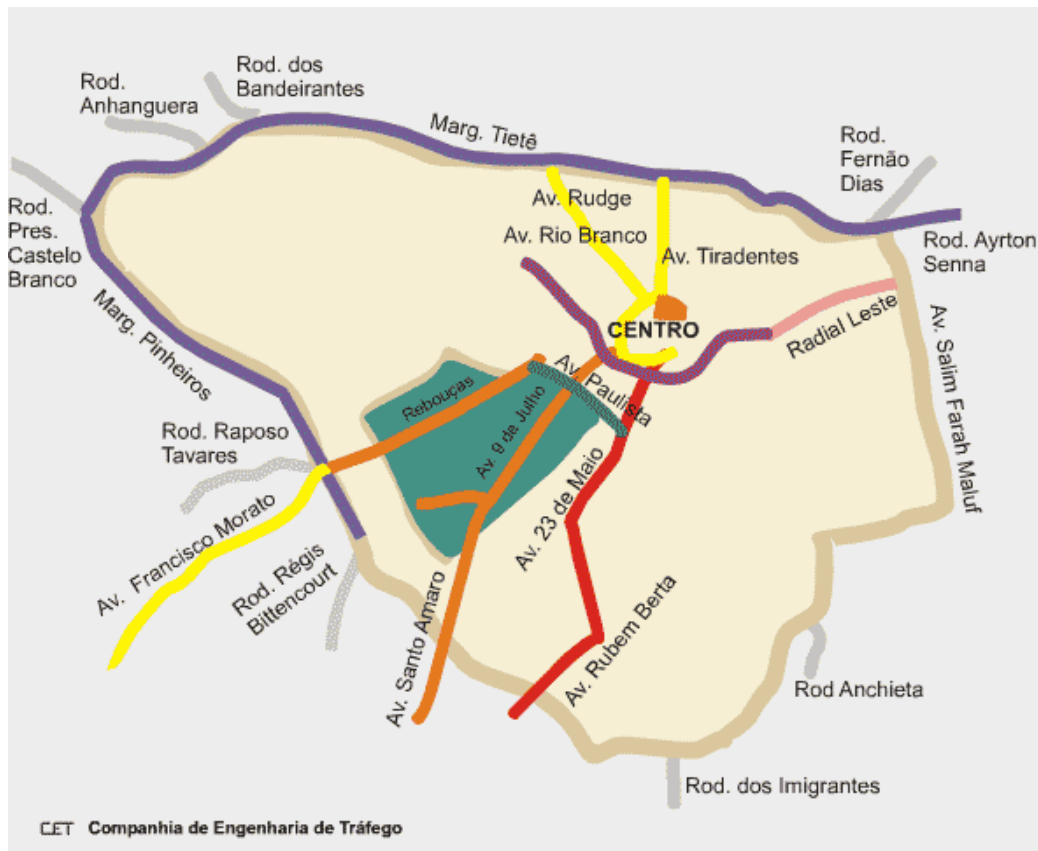 Rod. dos
Bandeirantes
Rod.
Anhanguera
Marg. Tietê
Rod.
Fernão
Dias
Av. Rudge
Rod.
Pres.
Castelo
Branco
Av. Rio Branco
Av. Tiradentes
Rod. Ayrton
Senna
CENTRO
Radial Leste
Marg. Pinheiros
Av. Salim Farah Maluf
Av. Paulista
Rebouças
Av. 9 de Julho
Rod. Raposo
Tavares
Av. 23 de Maio
Av. Francisco Morato
Rod. Régis
Bittencourt
Av. Santo Amaro
Av. Rubem Berta
Rod Anchieta
Rod. dos Imigrantes
CET Companhia de Engenharia de Tráfego